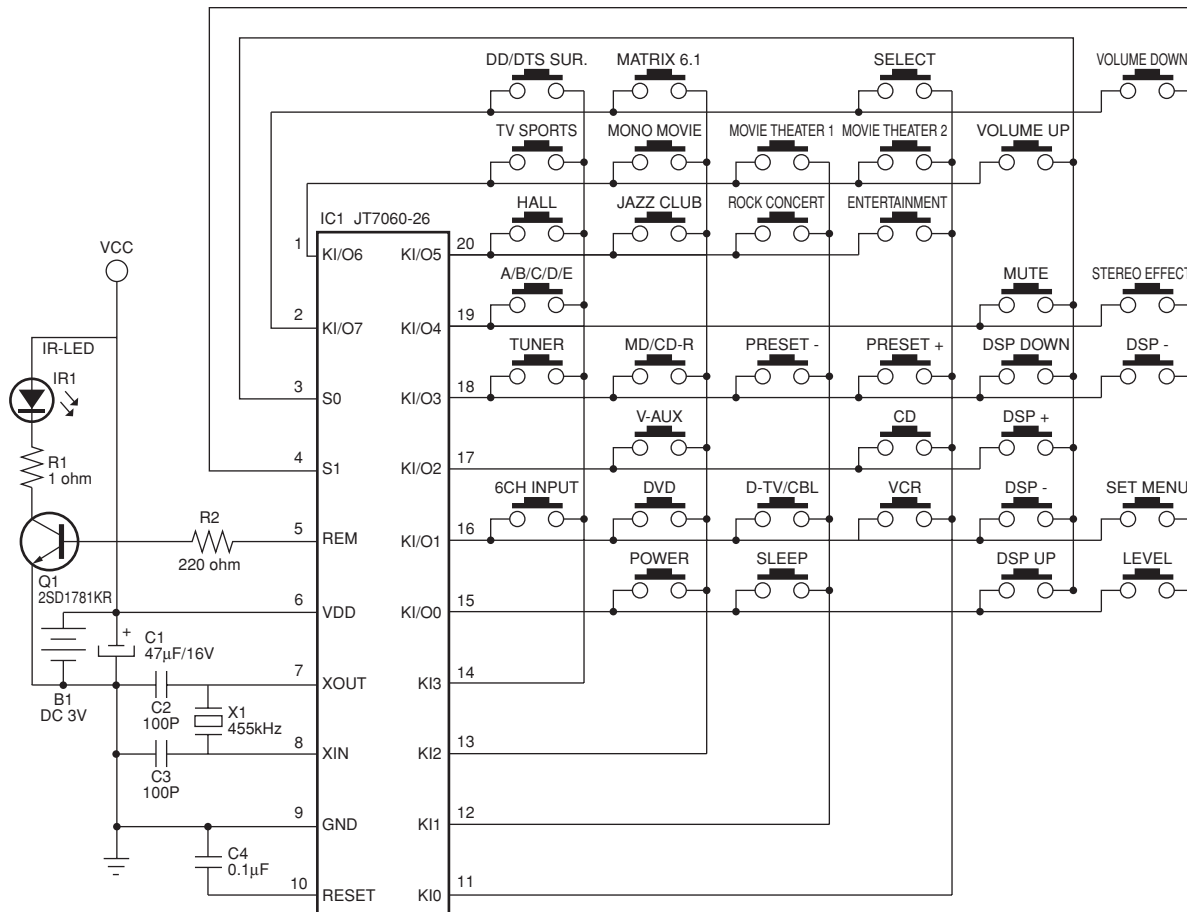 DD/DTS SUR. MATRIX 6.1 SELECT VOLUME DOWN
TV SPORTS MONO MOVIE MOVIE THEATER 1 MOVIE THEATER 2 VOLUME UP
HALL JAZZ CLUB ROCK CONCERT ENTERTAINMENT
A/B/C/D/E MUTE STEREO EFFECT
TUNER MD/CD-R PRESET - PRESET + DSP DOWN DSP -
V-AUX CD DSP +
6CH INPUT DVD D-TV/CBL VCR DSP - SET MENU
POWER SLEEP DSP UP LEVEL
IC1 JT7060-26
1 KI/O6 KI/O5 20
2 KI/O7 KI/O4 19
3 S0 KI/O3 18
4 S1 KI/O2 17
5 REM KI/O1 16
6 VDD KI/O0 15
7 XOUT KI3 14
8 XIN KI2 13
9 GND KI1 12
10 RESET KI0 11
VCC
IR-LED
IR1
R1
1 ohm
R2
220 ohm
Q1
2SD1781KR
+
C1
47μF/16V
B1
DC 3V
C2
100P
X1
455kHz
C3
100P
C4
0.1μF